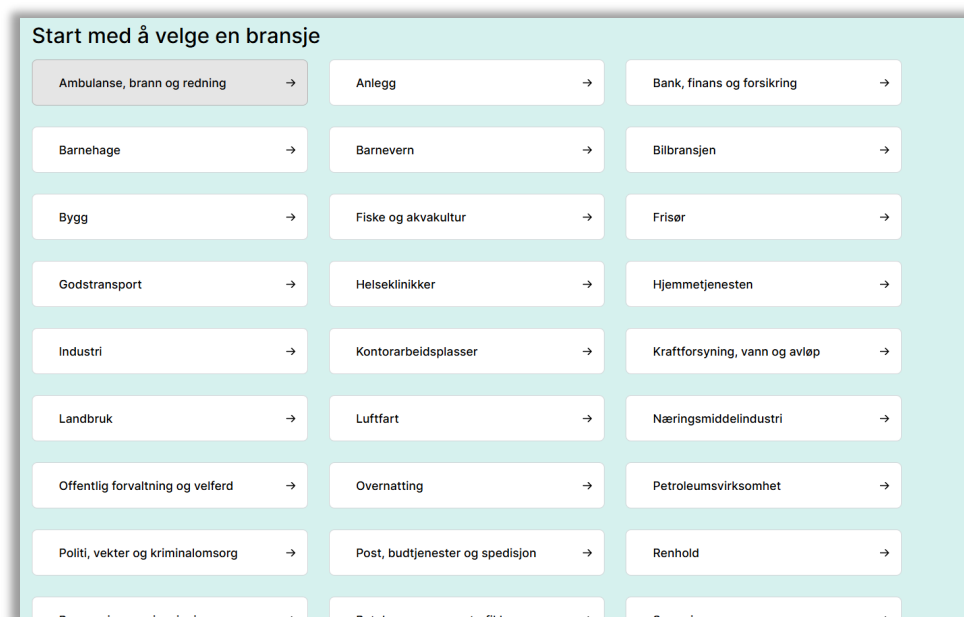 Start med å velge en bransje
Ambulanse, brann og redning
Anlegg
Bank, finans og forsikring
Barnehage
Barnevern
Bilbransjen
Bygg
Fiske og akvakultur
Frisør
Godstransport
Helseklinikker
Hjemmetjenesten
Industri
Kontorarbeidsplasser
Kraftforsyning, vann og avløp
Landbruk
Luftfart
Næringsmiddelindustri
Offentlig forvaltning og velferd
Overnatting
Petroleumsvirksomhet
Politi, vekter og kriminalomsorg
Post, budtjenester og spedisjon
Renhold